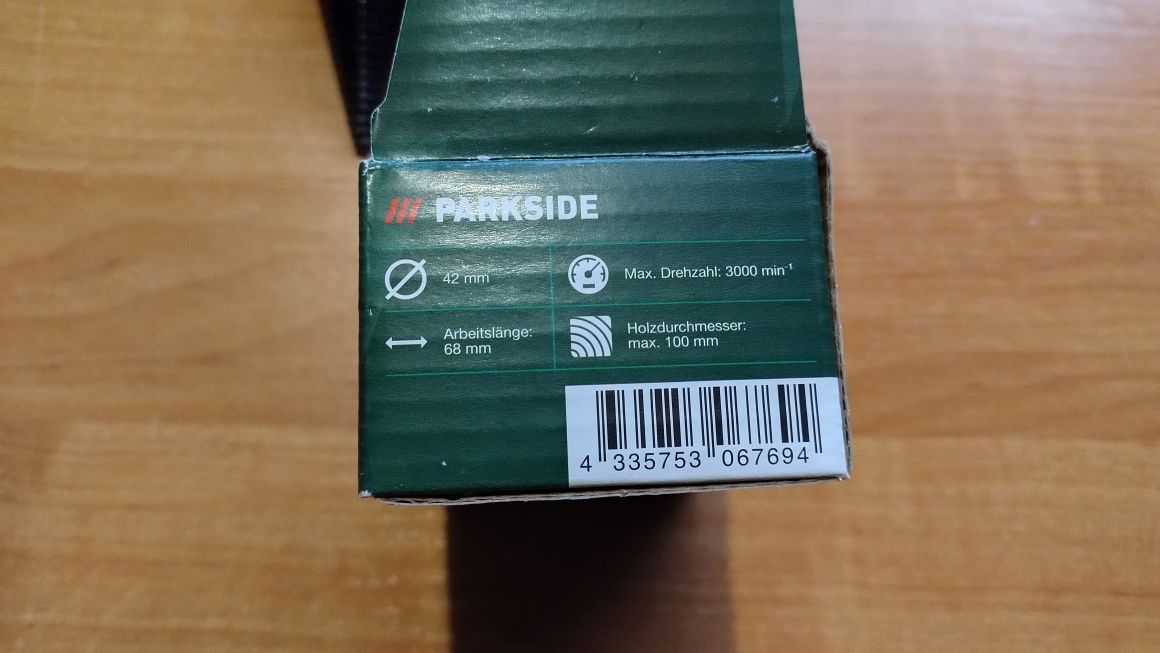 PARKSIDE
42 mm
Max. Drehzahl: 3000 min⁻¹
Arbeitslänge:
68 mm
Holzdurchmesser:
max. 100 mm
4 335753 067694